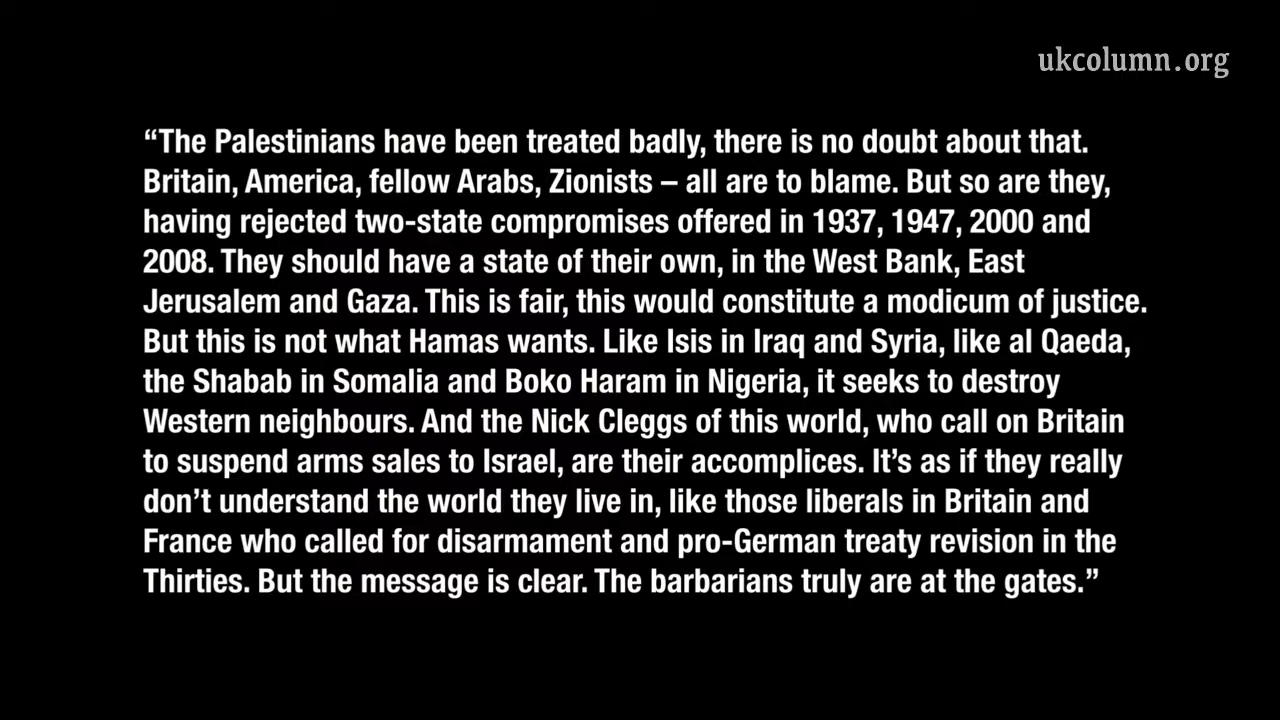 ukcolumn.org
“The Palestinians have been treated badly, there is no doubt about that.
Britain, America, fellow Arabs, Zionists – all are to blame. But so are they,
having rejected two-state compromises offered in 1937, 1947, 2000 and
2008. They should have a state of their own, in the West Bank, East
Jerusalem and Gaza. This is fair, this would constitute a modicum of justice.
But this is not what Hamas wants. Like Isis in Iraq and Syria, like al Qaeda,
the Shabab in Somalia and Boko Haram in Nigeria, it seeks to destroy
Western neighbours. And the Nick Cleggs of this world, who call on Britain
to suspend arms sales to Israel, are their accomplices. It’s as if they really
don’t understand the world they live in, like those liberals in Britain and
France who called for disarmament and pro-German treaty revision in the
Thirties. But the message is clear. The barbarians truly are at the gates.”